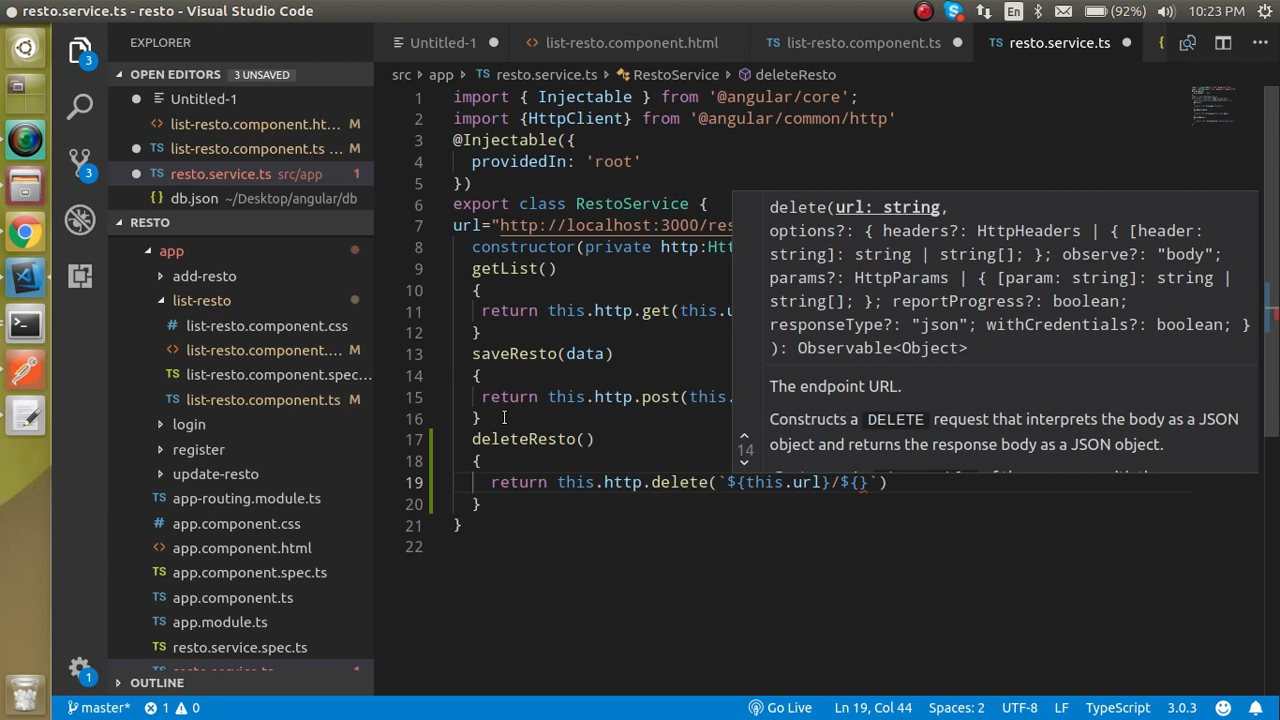 resto.service.ts - resto - Visual Studio Code
En
(92%)
10:23 PM
EXPLORER
OPEN EDITORS 3 UNSAVED
Untitled-1
list-resto.component.ht... M
list-resto.component.ts ... M
resto.service.ts src/app 1
db.json ~/Desktop/angular/db
RESTO
app
add-resto
list-resto
list-resto.component.css
list-resto.component.... M
list-resto.component.spec...
list-resto.component.ts M
login
register
update-resto
app-routing.module.ts
app.component.css
app.component.html
app.component.spec.ts
app.component.ts
app.module.ts
resto.service.spec.ts
resto.service.ts 1
OUTLINE
3
3
1
Untitled-1
list-resto.component.html
TS list-resto.component.ts
TS resto.service.ts
src > app > TS resto.service.ts > RestoService > deleteResto
1 import { Injectable } from '@angular/core';
2 import {HttpClient} from '@angular/common/http'
3 @Injectable({
4 providedIn: 'root'
5 })
6 export class RestoService {
7 url="http://localhost:3000/res
8 constructor(private http:Htt
9 getList()
10 {
11 return this.http.get(this.u
12 }
13 saveResto(data)
14 {
15 return this.http.post(this.
16 }
17 deleteResto()
18 {
19 return this.http.delete(`${this.url}/${}`)
20 }
21 }
22
delete(url: string,
options?: { headers?: HttpHeaders | { [header:
string]: string | string[]; }; observe?: "body";
params?: HttpParams | { [param: string]: string |
string[]; }; reportProgress?: boolean;
responseType?: "json"; withCredentials?: boolean; }
): Observable<Object>
The endpoint URL.
Constructs a DELETE request that interprets the body as a JSON
object and returns the response body as a JSON object.
14
master*
1 0
Go Live
Ln 19, Col 44
Spaces: 2
UTF-8
LF
TypeScript
3.0.3
1